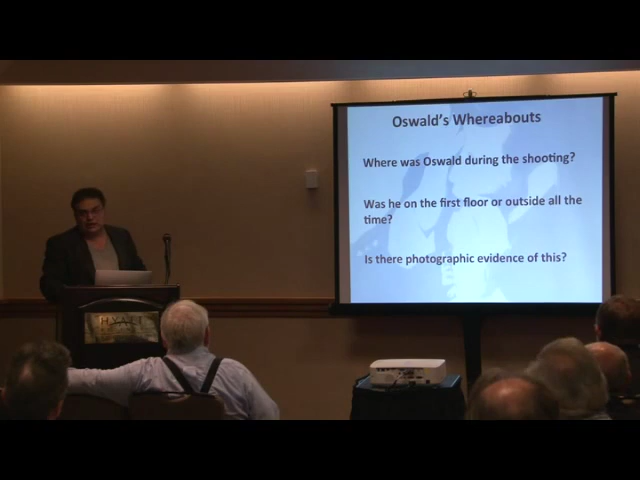 Oswald's Whereabouts
Where was Oswald during the shooting?
Was he on the first floor or outside all the
time?
Is there photographic evidence of this?
HYATT